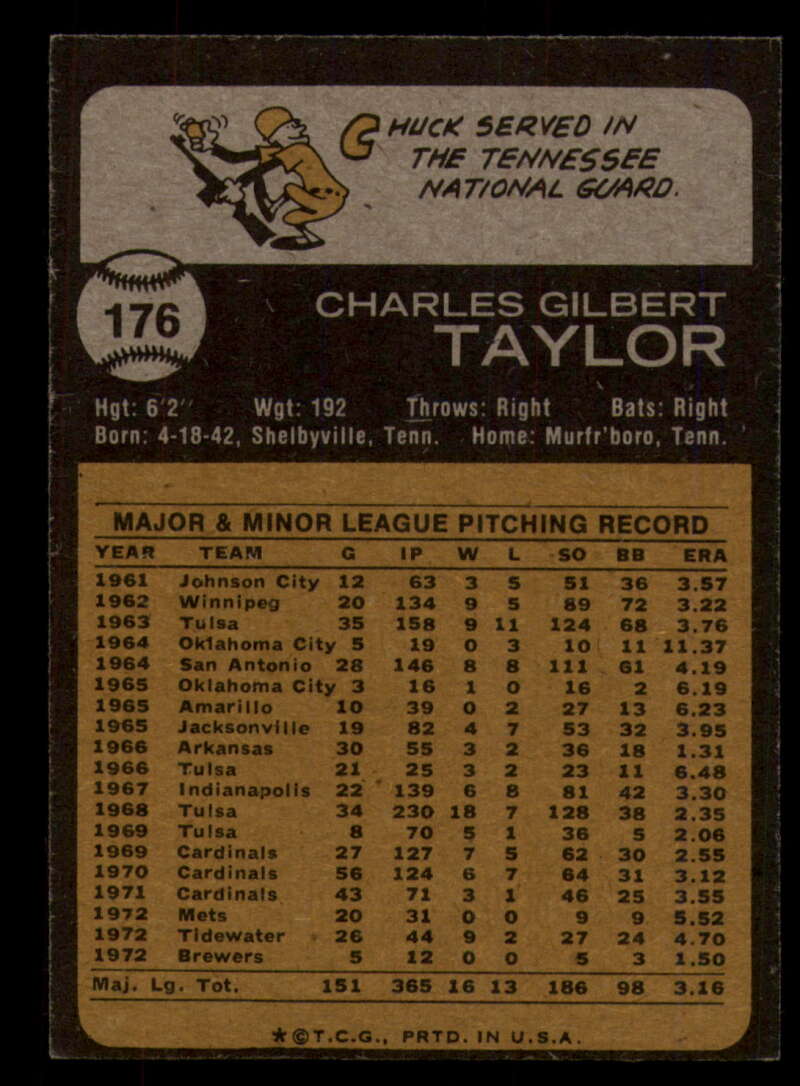 CHUCK SERVED IN
THE TENNESSEE
NATIONAL GUARD.
176
CHARLES GILBERT
TAYLOR
Hgt: 6'2" Wgt: 192 Throws: Right Bats: Right
Born: 4-18-42, Shelbyville, Tenn. Home: Murfr'boro, Tenn.
MAJOR & MINOR LEAGUE PITCHING RECORD
YEAR TEAM G IP W L SO BB ERA
1961 Johnson City 12 63 3 5 51 36 3.57
1962 Winnipeg 20 134 9 5 89 72 3.22
1963 Tulsa 35 158 9 11 124 68 3.76
1964 Oklahoma City 5 19 0 3 10 11 11.37
1964 San Antonio 28 146 8 8 111 61 4.19
1965 Oklahoma City 3 16 1 0 16 2 6.19
1965 Amarillo 10 39 0 2 27 13 6.23
1965 Jacksonville 19 82 4 7 53 32 3.95
1966 Arkansas 30 55 3 2 36 18 1.31
1966 Tulsa 21 25 3 2 23 11 6.48
1967 Indianapolis 22 139 6 8 81 42 3.30
1968 Tulsa 34 230 18 7 128 38 2.35
1969 Tulsa 8 70 5 1 36 5 2.06
1969 Cardinals 27 127 7 5 62 30 2.55
1970 Cardinals 56 124 6 7 64 31 3.12
1971 Cardinals 43 71 3 1 46 25 3.55
1972 Mets 20 31 0 0 9 9 5.52
1972 Tidewater 26 44 9 2 27 24 4.70
1972 Brewers 5 12 0 0 5 3 1.50
Maj. Lg. Tot. 151 365 16 13 186 98 3.16
★©T.C.G., PRTD. IN U.S.A.